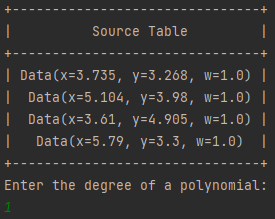 +-----------------------------+
|         Source Table        |
+-----------------------------+
| Data(x=3.735, y=3.268, w=1.0) |
|  Data(x=5.104, y=3.98, w=1.0) |
|  Data(x=3.61, y=4.905, w=1.0) |
|   Data(x=5.79, y=3.3, w=1.0)  |
+-----------------------------+
Enter the degree of a polynomial:
1